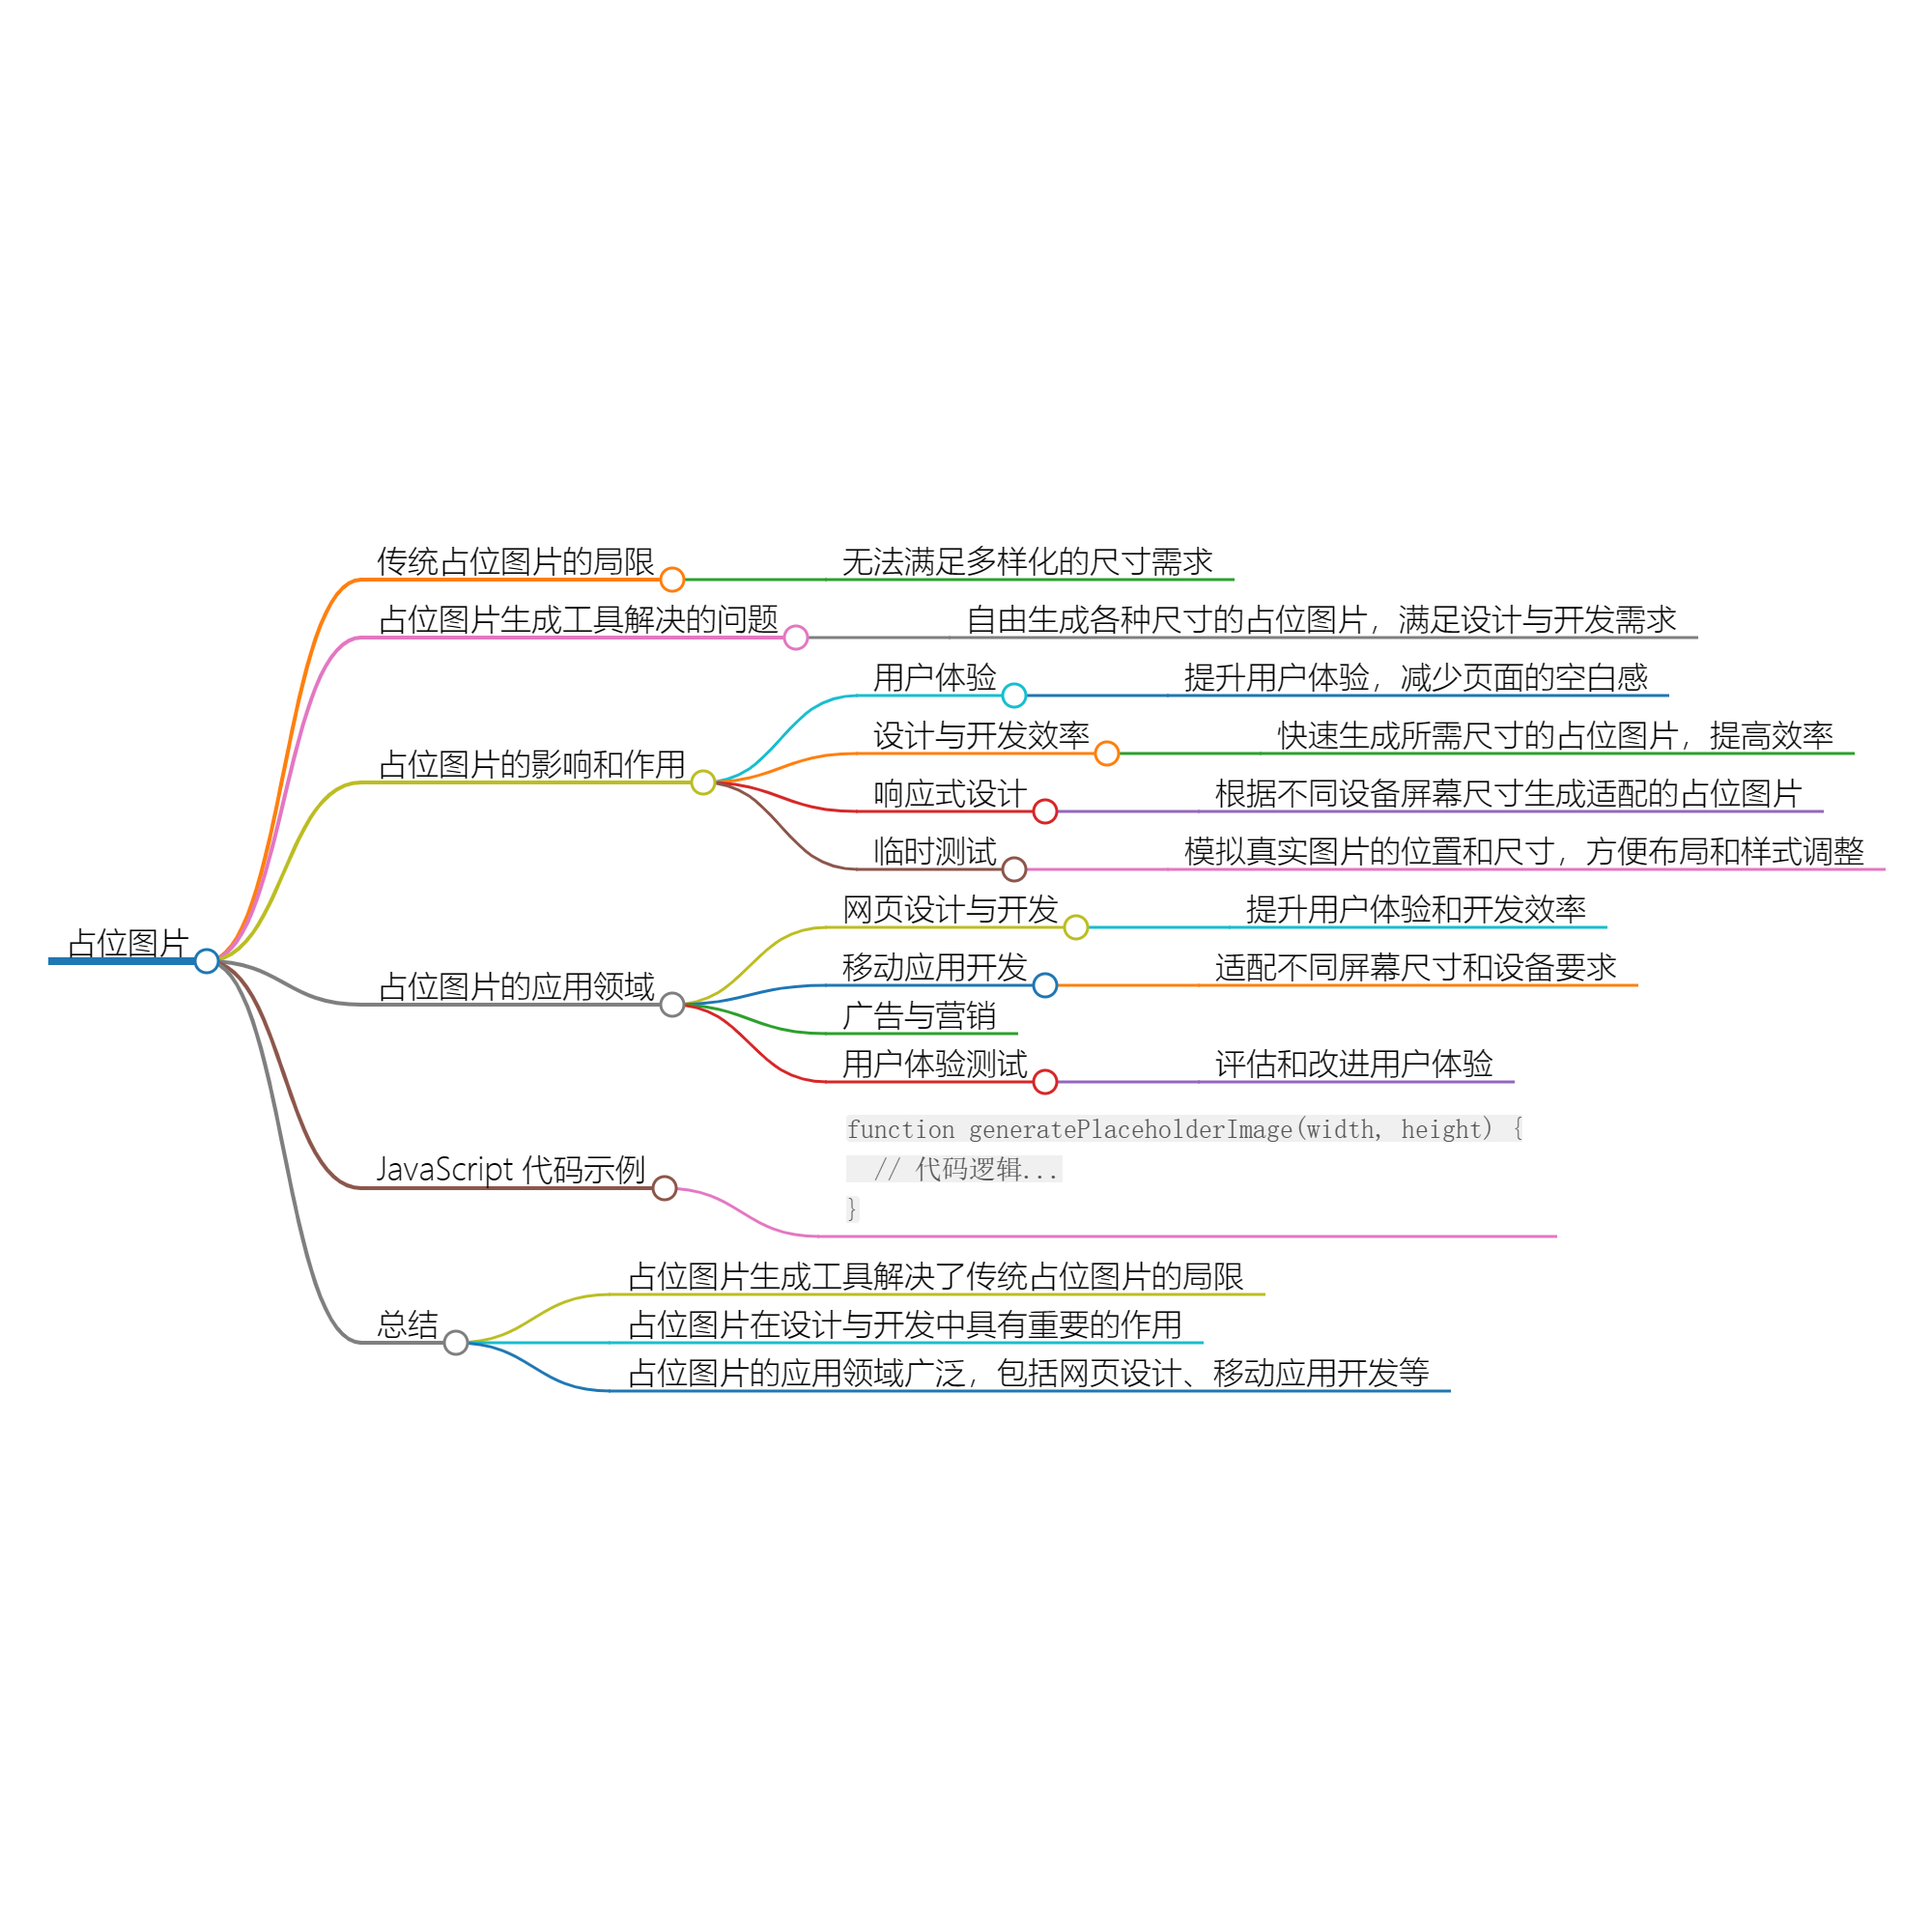 占位图片
传统占位图片的局限
无法满足多样化的尺寸需求
占位图片生成工具解决的问题
自由生成各种尺寸的占位图片，满足设计与开发需求
占位图片的影响和作用
用户体验
提升用户体验，减少页面的空白感
设计与开发效率
快速生成所需尺寸的占位图片，提高效率
响应式设计
根据不同设备屏幕尺寸生成适配的占位图片
临时测试
模拟真实图片的位置和尺寸，方便布局和样式调整
占位图片的应用领域
网页设计与开发
提升用户体验和开发效率
移动应用开发
适配不同屏幕尺寸和设备要求
广告与营销
用户体验测试
评估和改进用户体验
JavaScript 代码示例
function generatePlaceholderImage(width, height) {
  // 代码逻辑...
}
总结
占位图片生成工具解决了传统占位图片的局限
占位图片在设计与开发中具有重要的作用
占位图片的应用领域广泛，包括网页设计、移动应用开发等